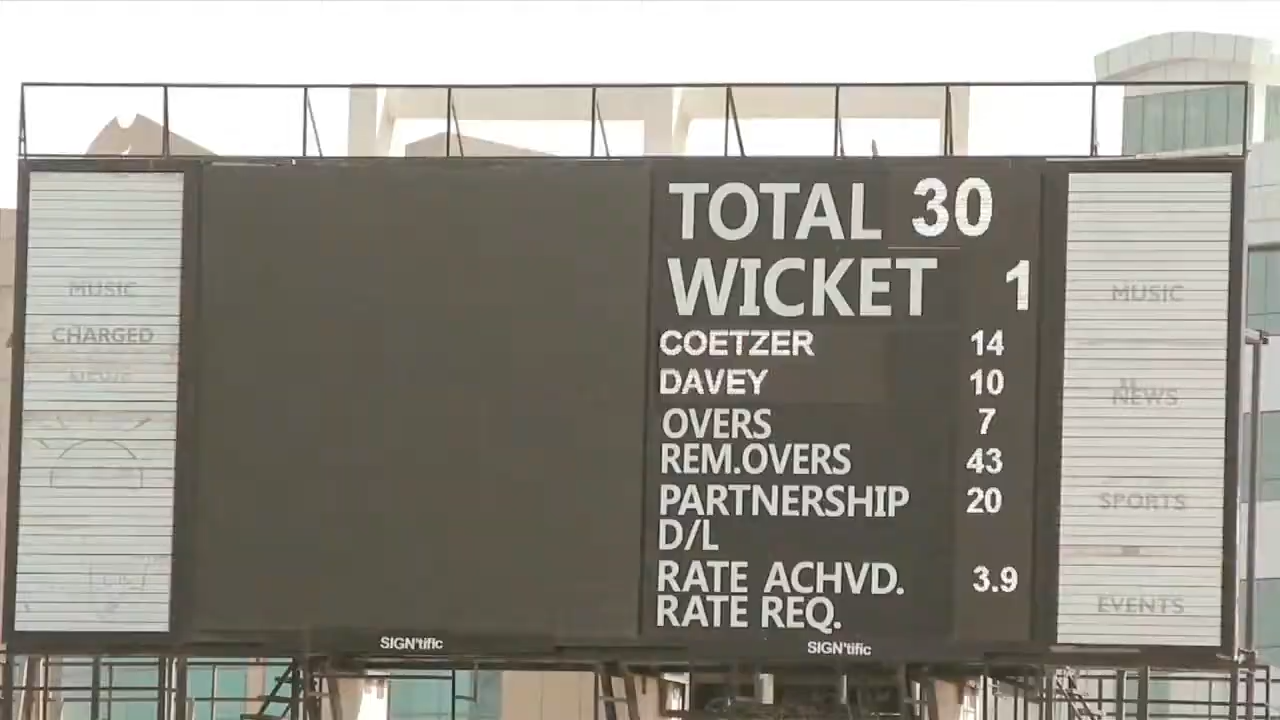 TOTAL 30
WICKET 1
COETZER 14
DAVEY 10
OVERS 7
REM.OVERS 43
PARTNERSHIP 20
D/L
RATE ACHVD. 3.9
RATE REQ.
SIGN'tific
SIGN'tific
MUSIC
CHARGED
NEWS
MUSIC
NEWS
SPORTS
EVENTS